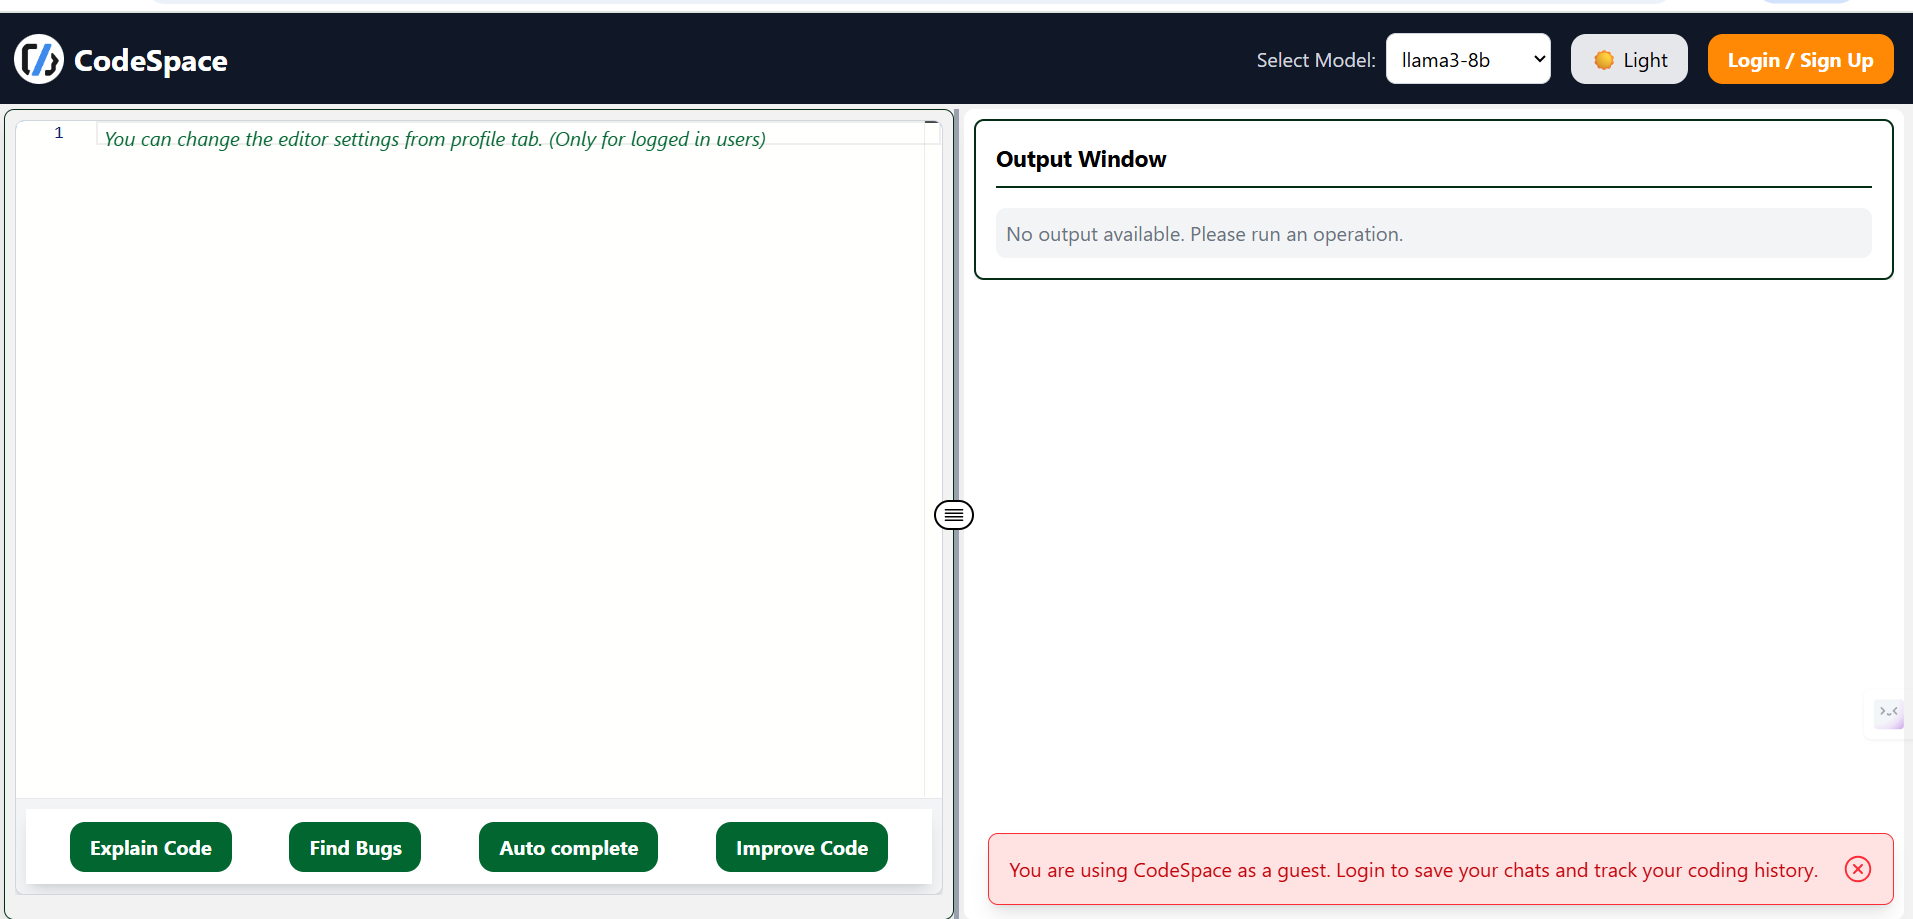 CodeSpace
Select Model:
llama3-8b
Light
Login / Sign Up
1
You can change the editor settings from profile tab. (Only for logged in users)
Explain Code
Find Bugs
Auto complete
Improve Code
Output Window
No output available. Please run an operation.
You are using CodeSpace as a guest. Login to save your chats and track your coding history.